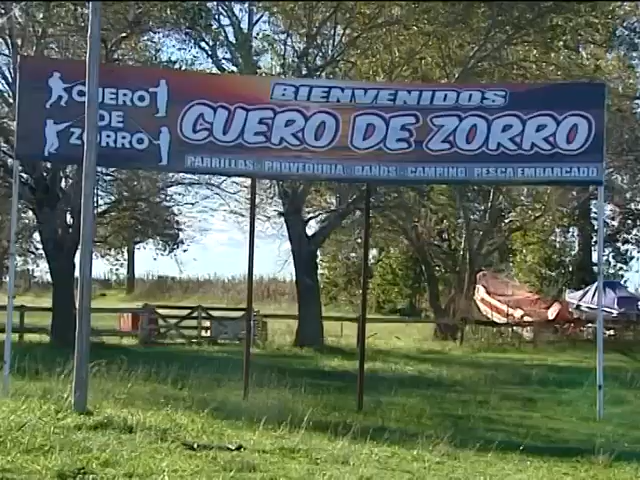 CUERO
DE
ZORRO
BIENVENIDOS
CUERO DE ZORRO
PARRILLAS - PROVEDURIA - BAÑOS - CAMPING - PESCA EMBARCADO